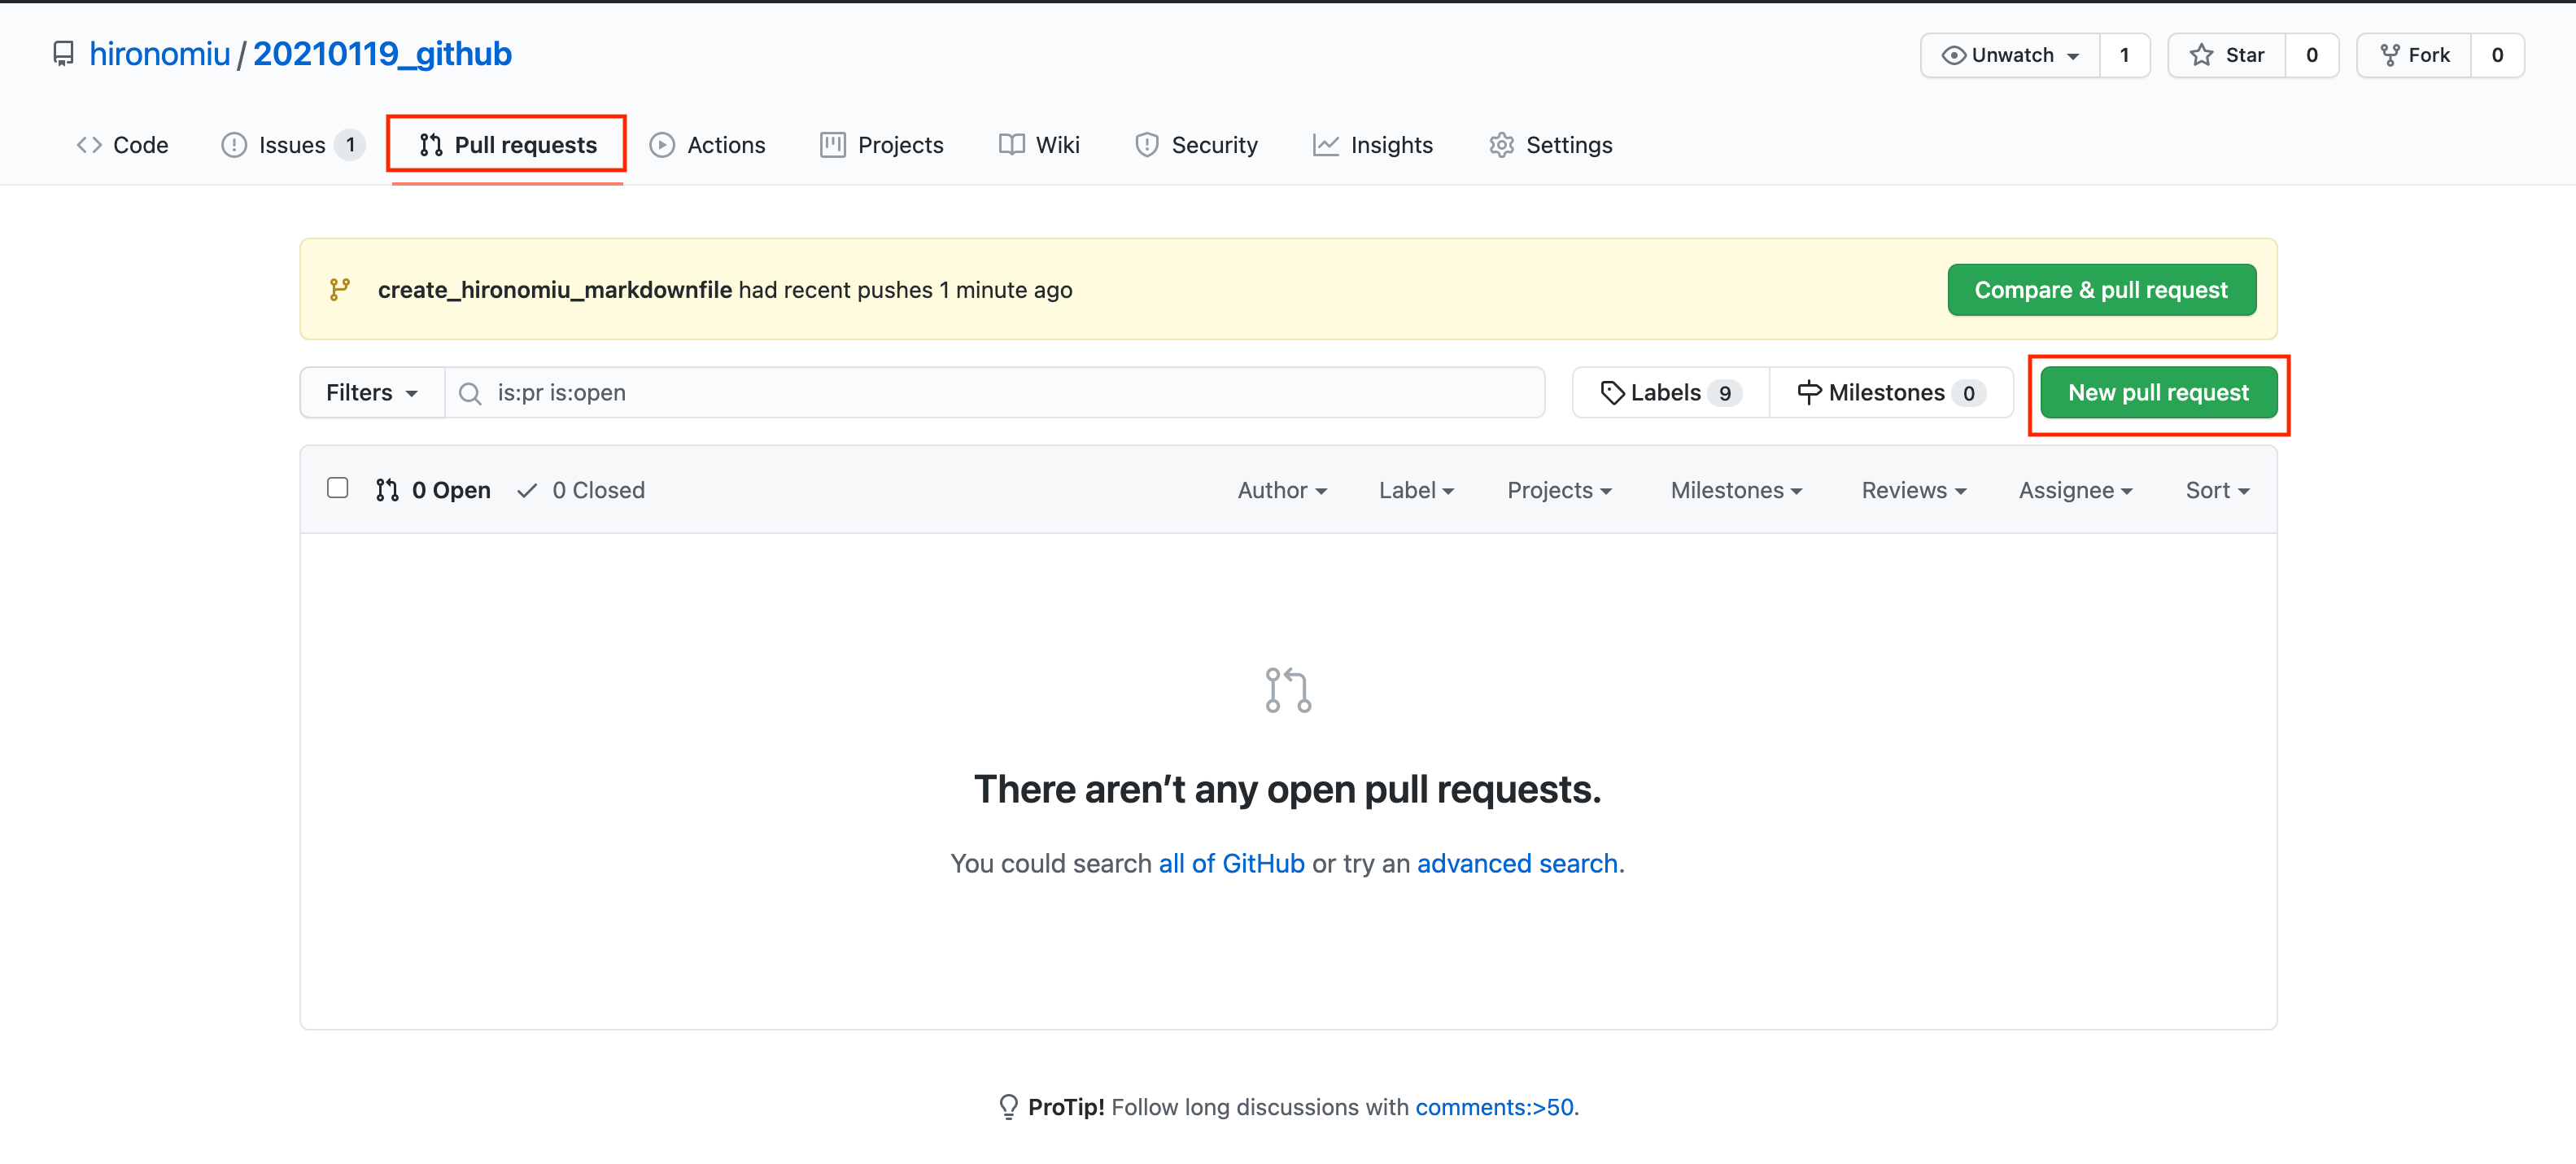 hironomiu / 20210119_github
Unwatch 1 Star 0 Fork 0
Code Issues 1 Pull requests Actions Projects Wiki Security Insights Settings
create_hironomiu_markdownfile had recent pushes 1 minute ago
Compare & pull request
Filters is:pr is:open Labels 9 Milestones 0 New pull request
0 Open 0 Closed Author Label Projects Milestones Reviews Assignee Sort
There aren’t any open pull requests.
You could search all of GitHub or try an advanced search.
ProTip! Follow long discussions with comments:>50.